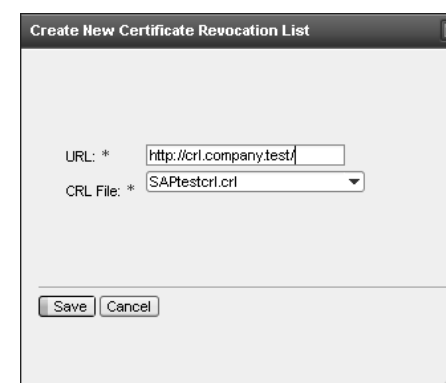 Create New Certificate Revocation List
URL: * http://crl.company.test/
CRL File: * SAPtestcrl.crl
Save Cancel